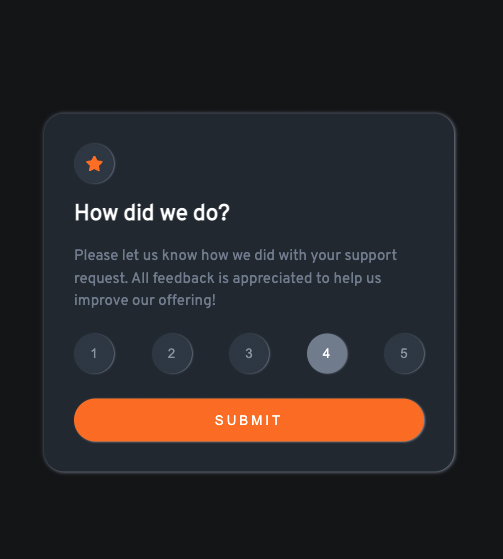 How did we do?
Please let us know how we did with your support
request. All feedback is appreciated to help us
improve our offering!
1 2 3 4 5
SUBMIT